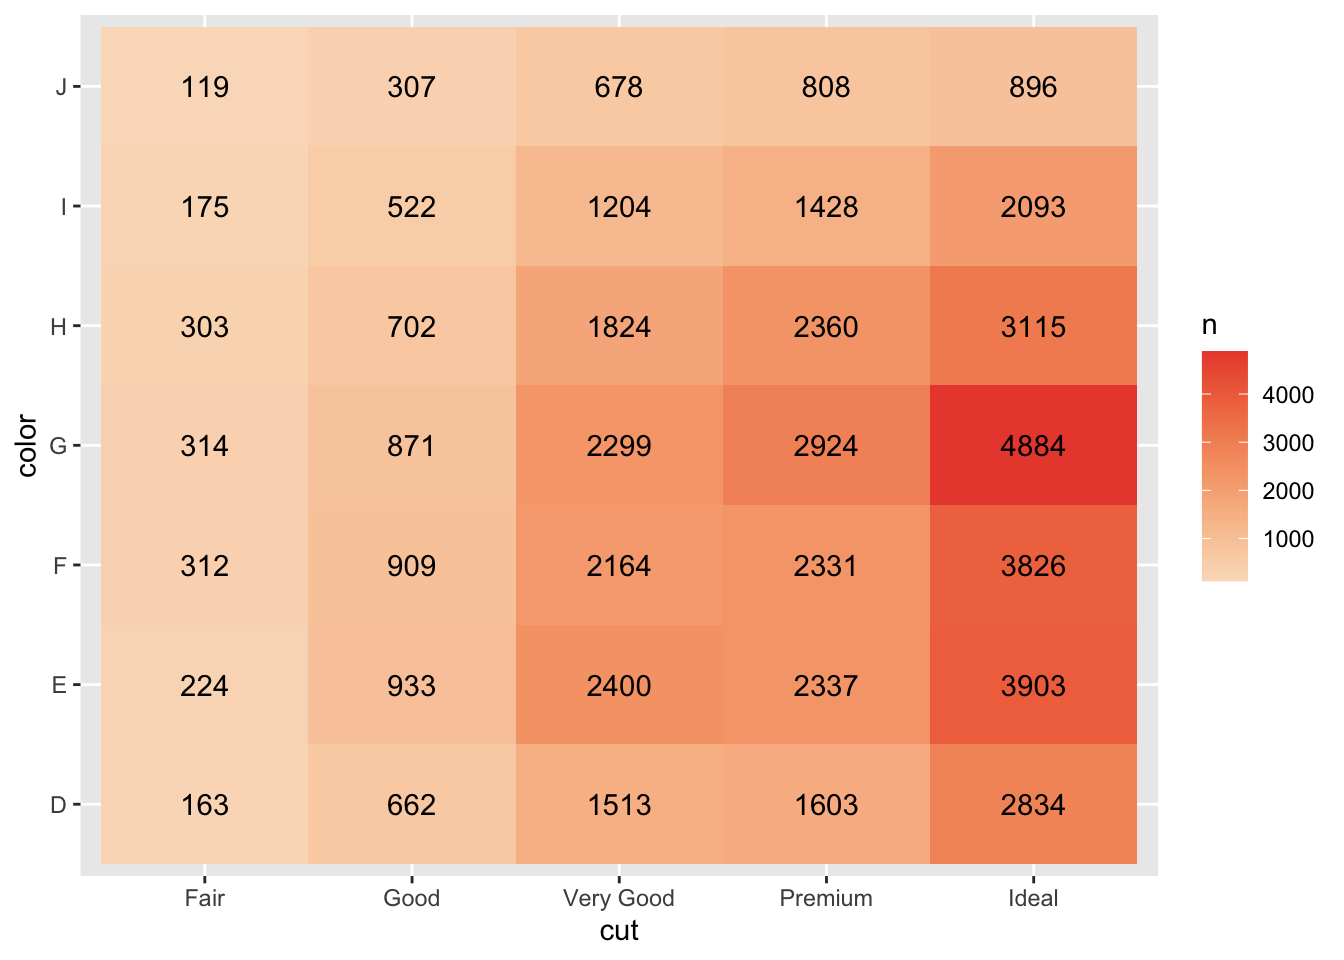 J 119 307 678 808 896
I 175 522 1204 1428 2093
H 303 702 1824 2360 3115
G 314 871 2299 2924 4884
F 312 909 2164 2331 3826
E 224 933 2400 2337 3903
D 163 662 1513 1603 2834
Fair Good Very Good Premium Ideal
cut
color
n
4000
3000
2000
1000